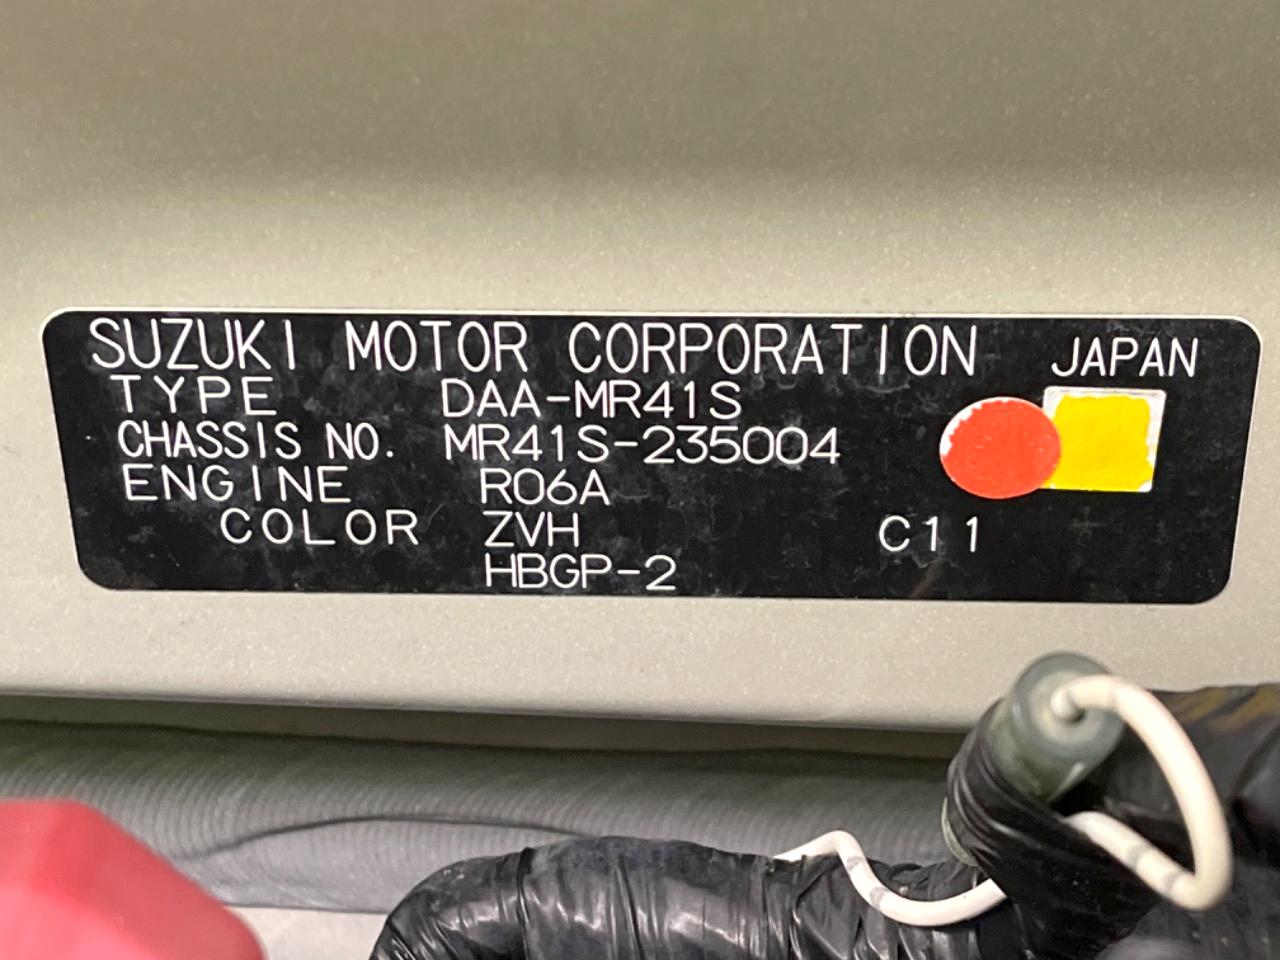 SUZUKI MOTOR CORPORATION JAPAN
TYPE DAA-MR41S
CHASSIS NO. MR41S-235004
ENGINE R06A
COLOR ZVH C11
HBGP-2